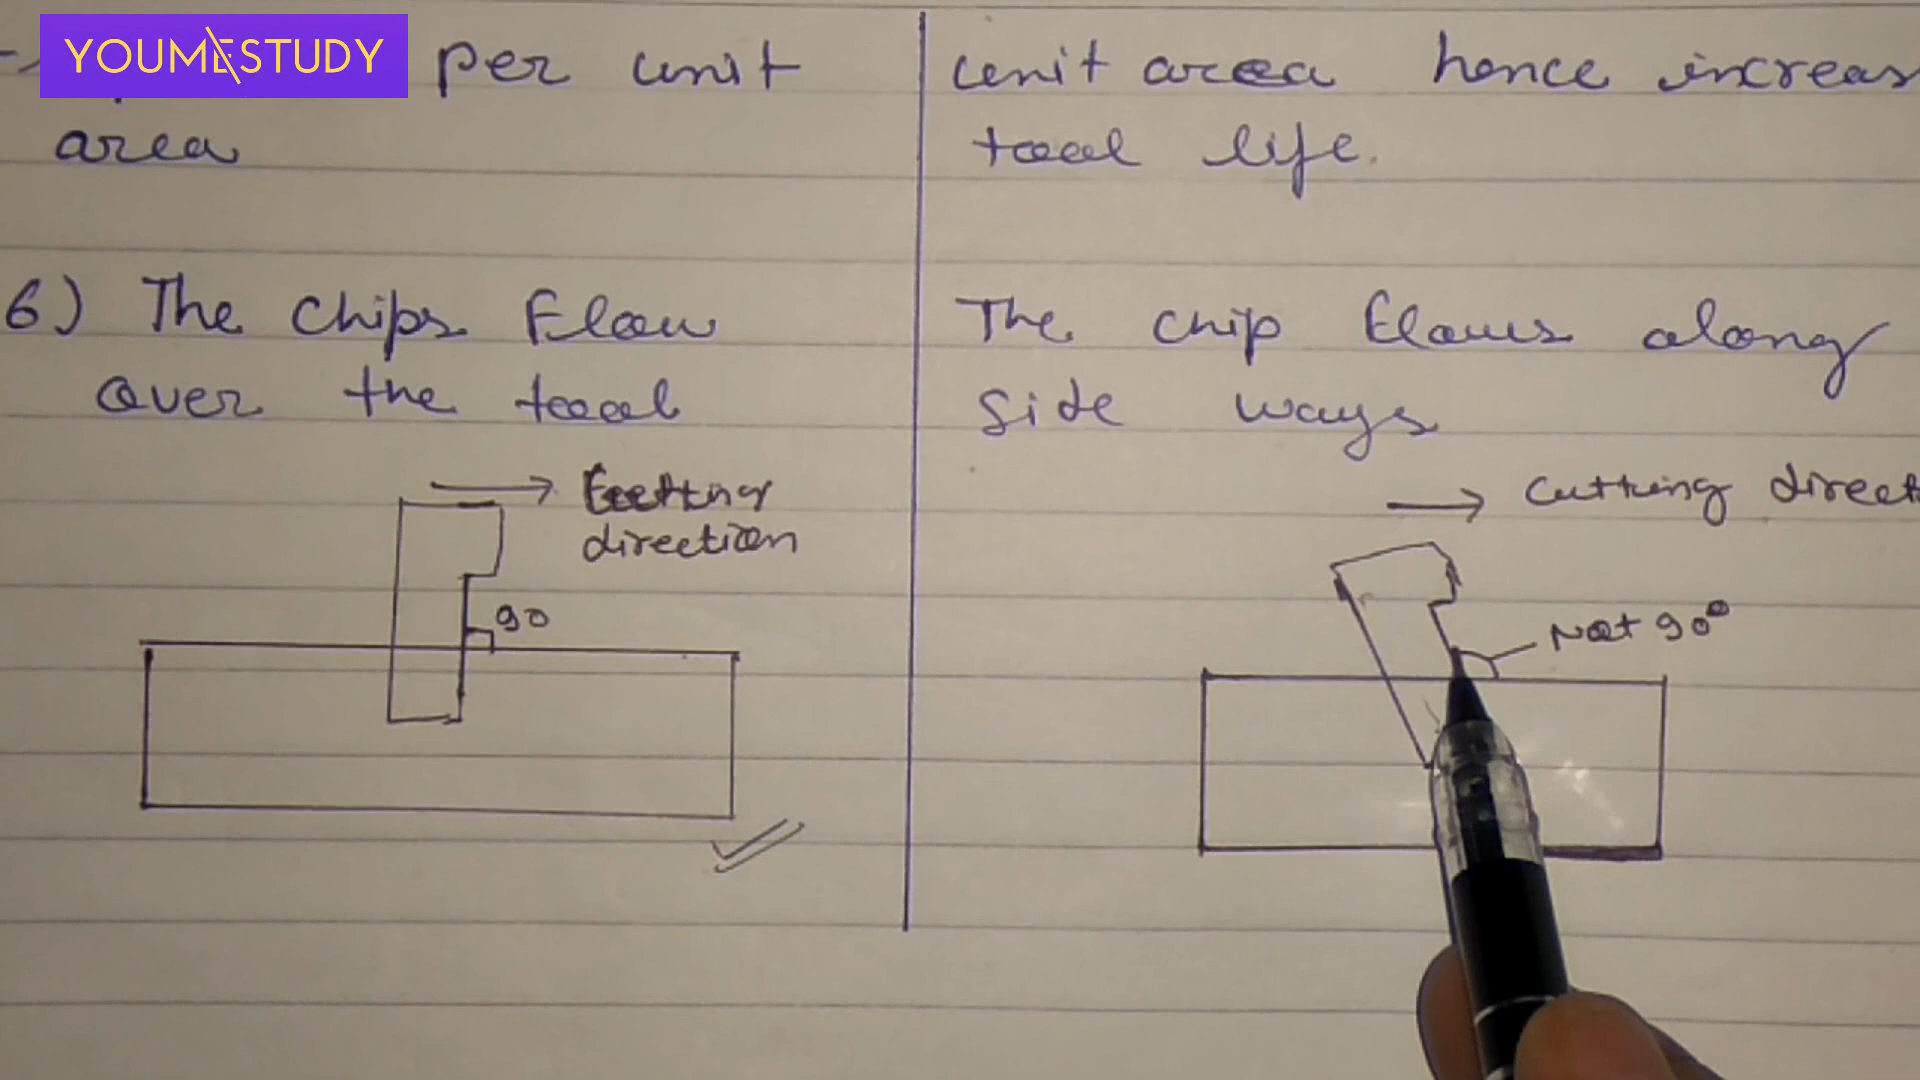 YOUMESTUDY
per unit
area
unit area hence increas
tool life.
6) The Chips Flow
over the tool
The chip flows along
Side ways
Cutting
direction
90
Cutting direct
Not 90°